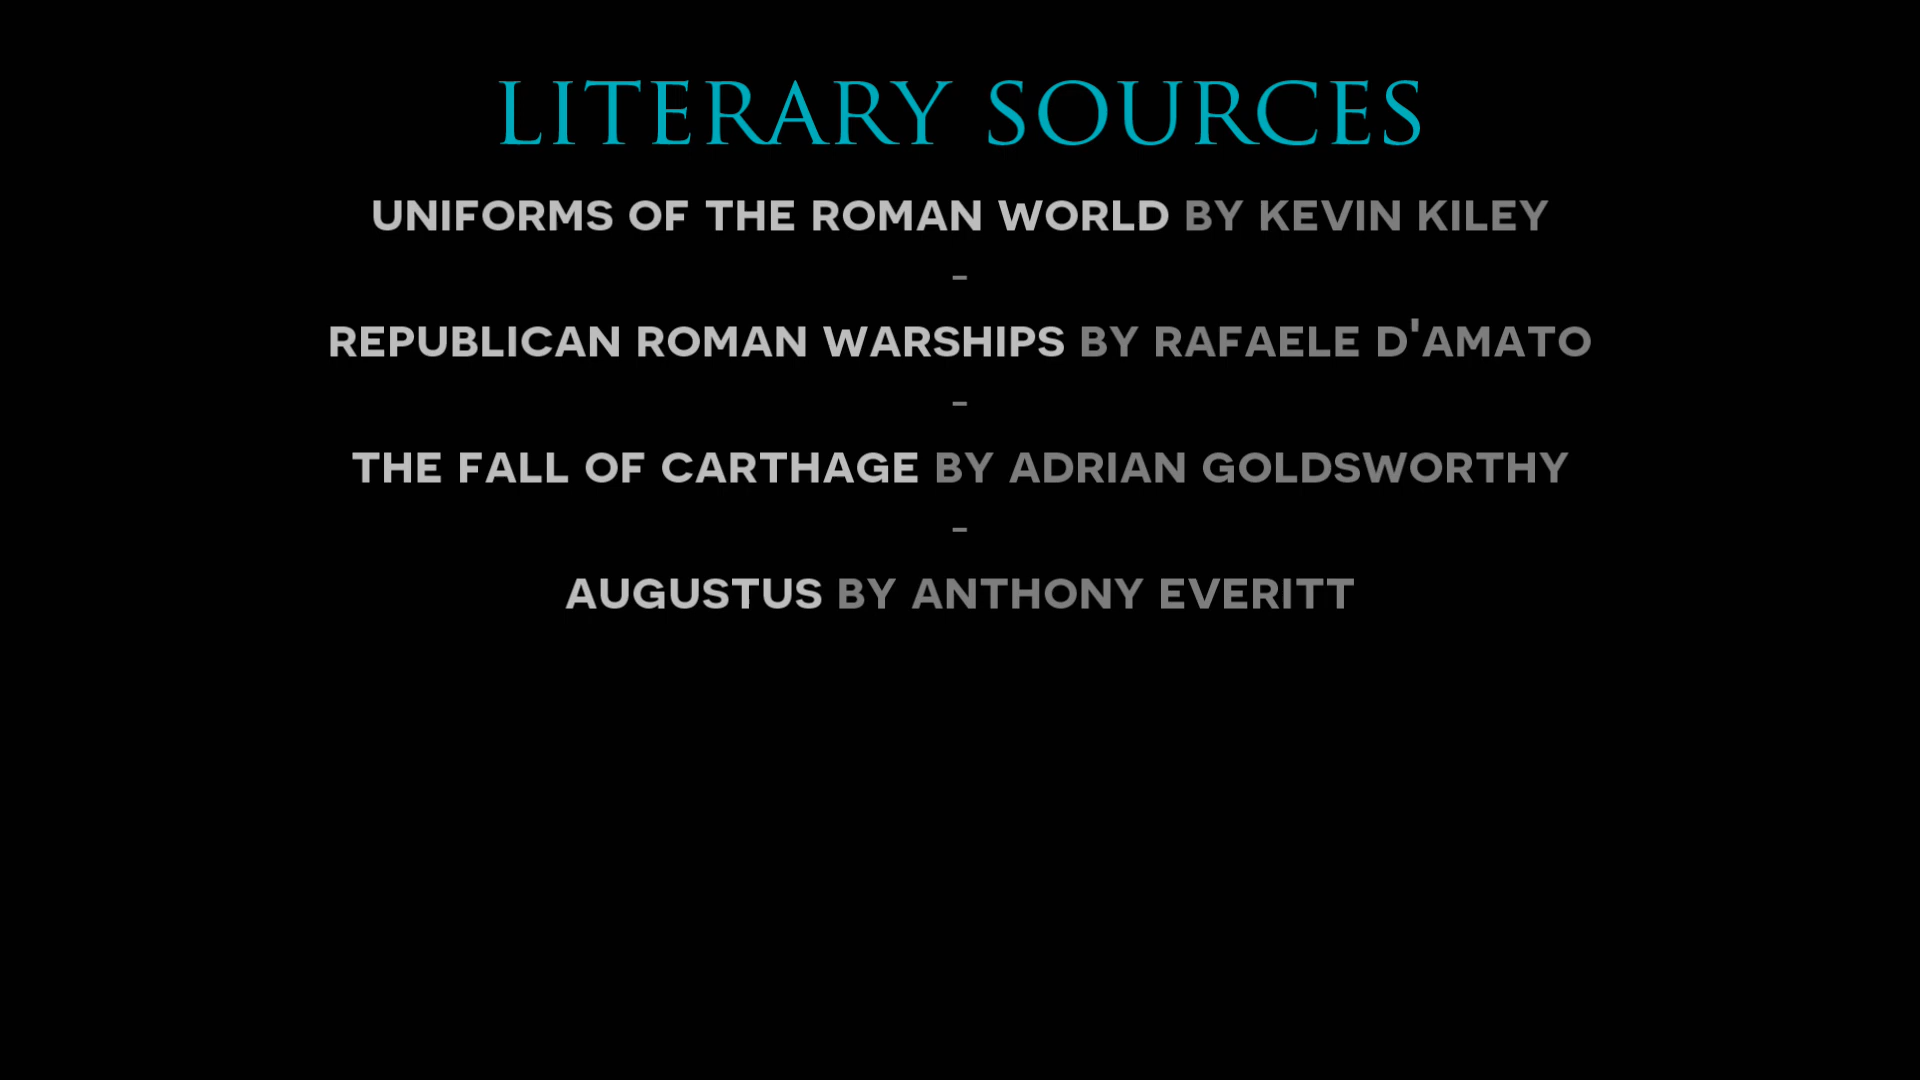 LITERARY SOURCES
UNIFORMS OF THE ROMAN WORLD BY KEVIN KILEY
-
REPUBLICAN ROMAN WARSHIPS BY RAFAELE D'AMATO
-
THE FALL OF CARTHAGE BY ADRIAN GOLDSWORTHY
-
AUGUSTUS BY ANTHONY EVERITT